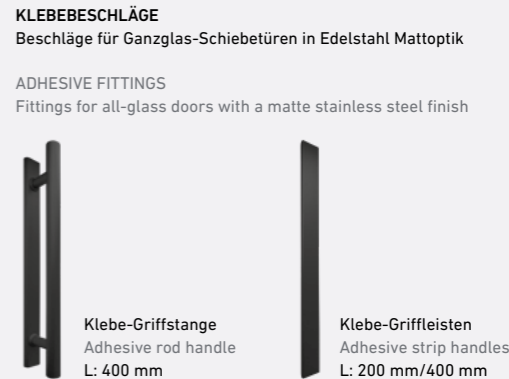 KLEBEBESCHLÄGE
Beschläge für Ganzglas-Schiebetüren in Edelstahl Mattoptik
ADHESIVE FITTINGS
Fittings for all-glass doors with a matte stainless steel finish
Klebe-Griffstange
Adhesive rod handle
L: 400 mm
Klebe-Griffleisten
Adhesive strip handles
L: 200 mm/400 mm